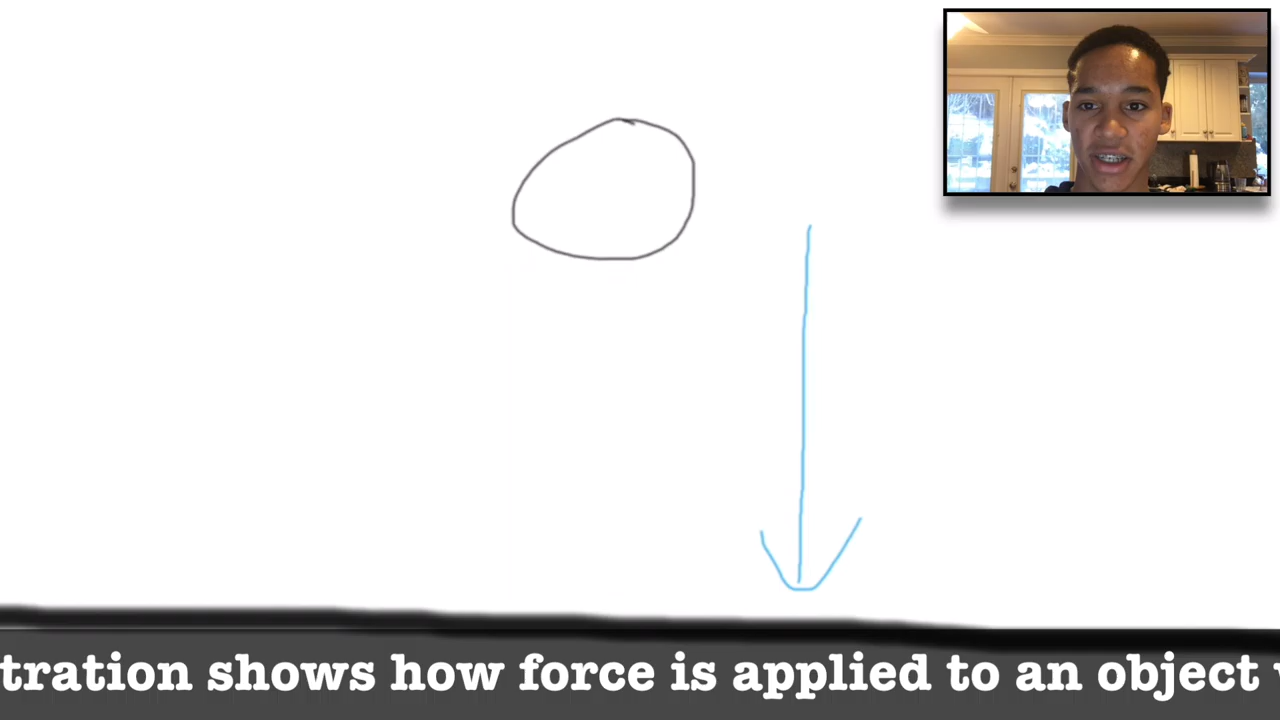 tration shows how force is applied to an object